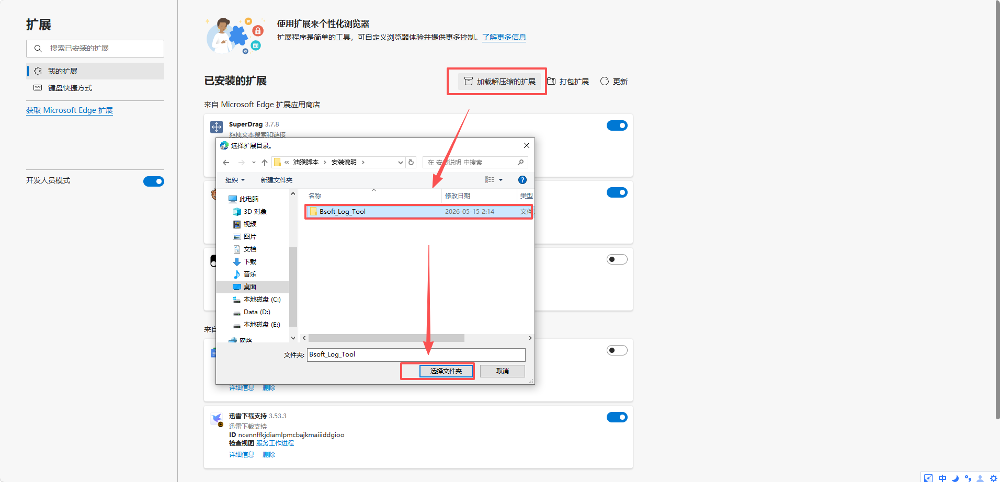 扩展
搜索已安装的扩展
我的扩展
键盘快捷方式
获取 Microsoft Edge 扩展
开发人员模式
使用扩展来个性化浏览器
扩展程序是简单的工具，可自定义浏览器体验并提供更多控制。了解更多信息
已安装的扩展
加载解压缩的扩展
打包扩展
更新
来自 Microsoft Edge 扩展应用商店
SuperDrag 3.7.8
拖拽文本搜索和链接
选择扩展目录。
« 油猴脚本 › 安装说明 ›
在 安装说明 中搜索
组织
新建文件夹
名称
修改日期
类型
Bsoft_Log_Tool
2026-05-15 2:14
文件
此电脑
3D 对象
视频
图片
文档
下载
音乐
桌面
本地磁盘 (C:)
Data (D:)
本地磁盘 (E:)
网络
文件夹:
Bsoft_Log_Tool
选择文件夹
取消
来自
详细信息
删除
迅雷下载支持 3.53.3
迅雷下载支持
ID ncennffkjdiamlpmcbajkmaiiiddgioo
检查视图 服务工作进程
详细信息
删除
中